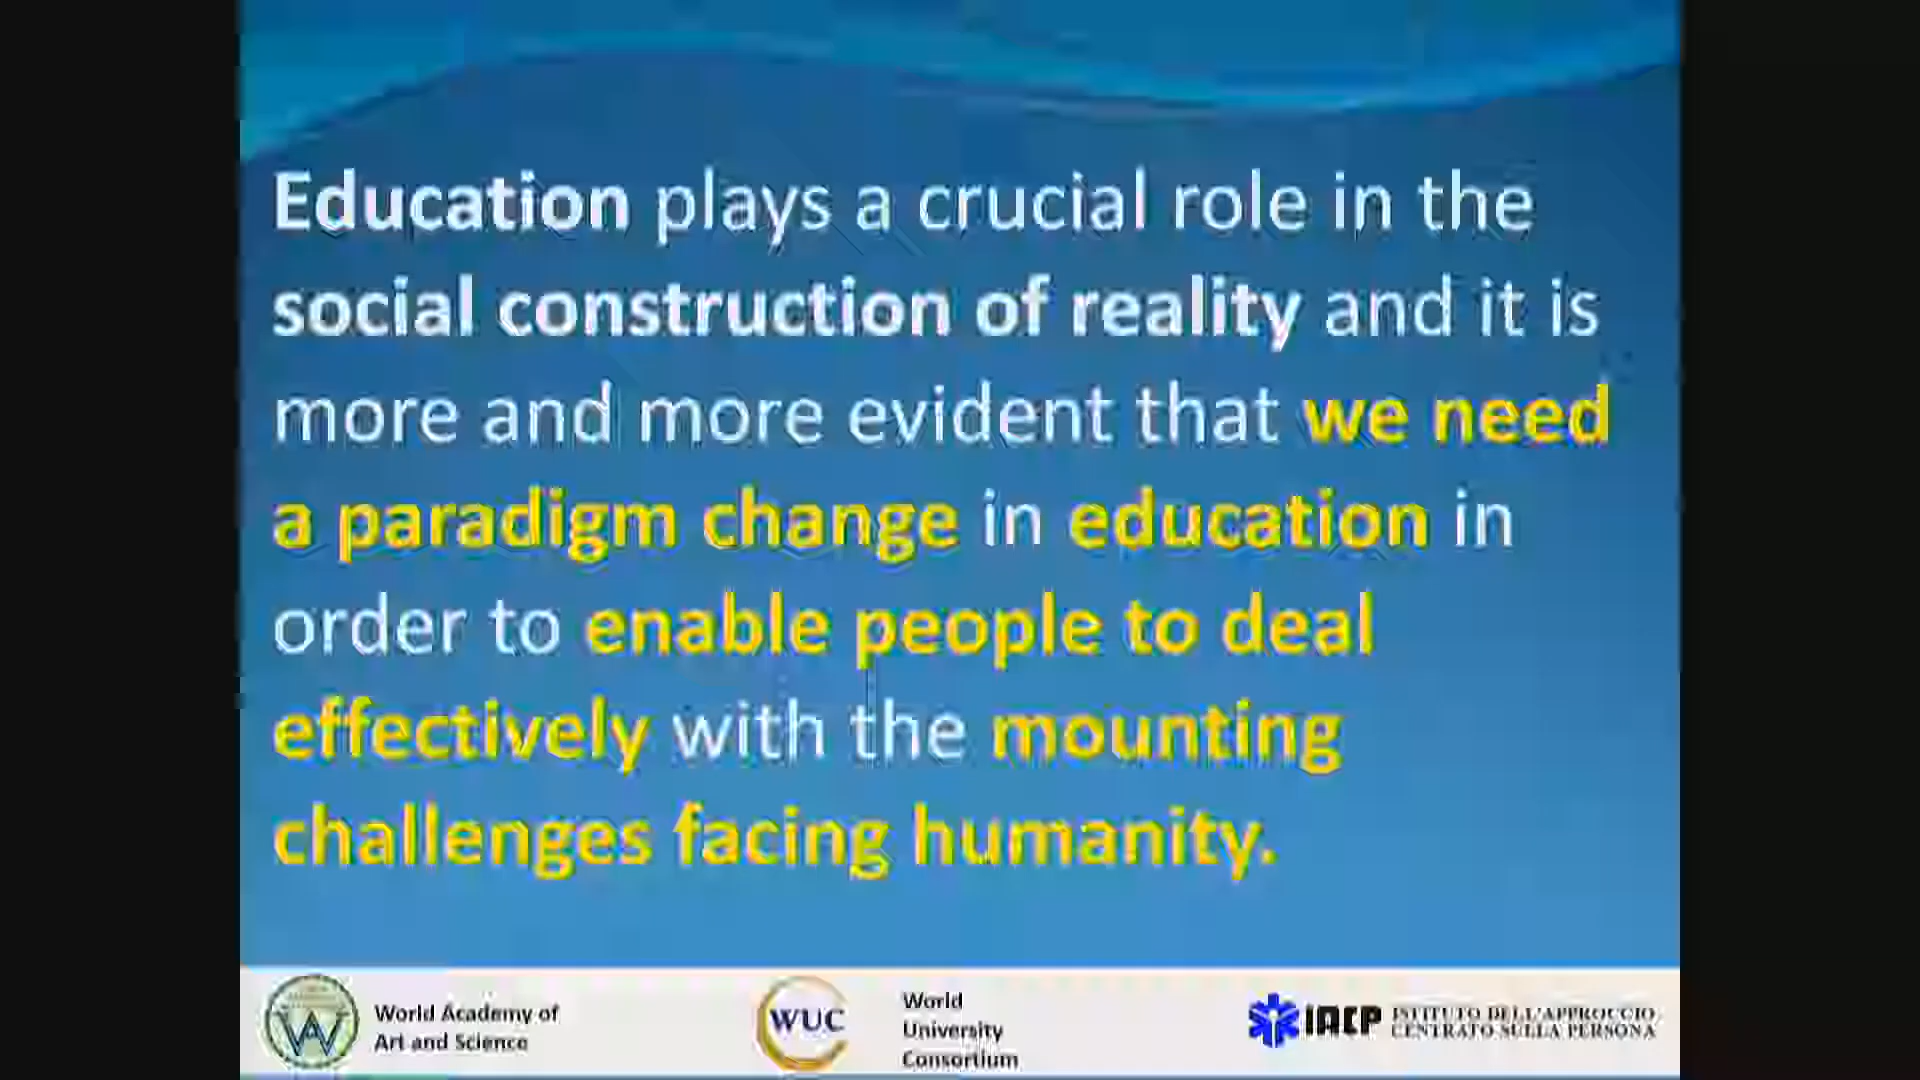 Education plays a crucial role in the
social construction of reality and it is
more and more evident that we need
a paradigm change in education in
order to enable people to deal
effectively with the mounting
challenges facing humanity.
World Academy of
Art and Science
WUC
World
University
Consortium
IACP
ISTITUTO DELL'APPROCCIO
CENTRATO SULLA PERSONA